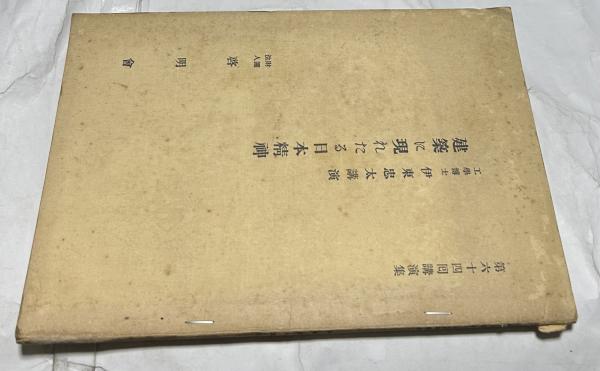 第六十四回講演集
工學博士 伊東忠太講演
建築に現れたる日本精神
財團法人 啓明會